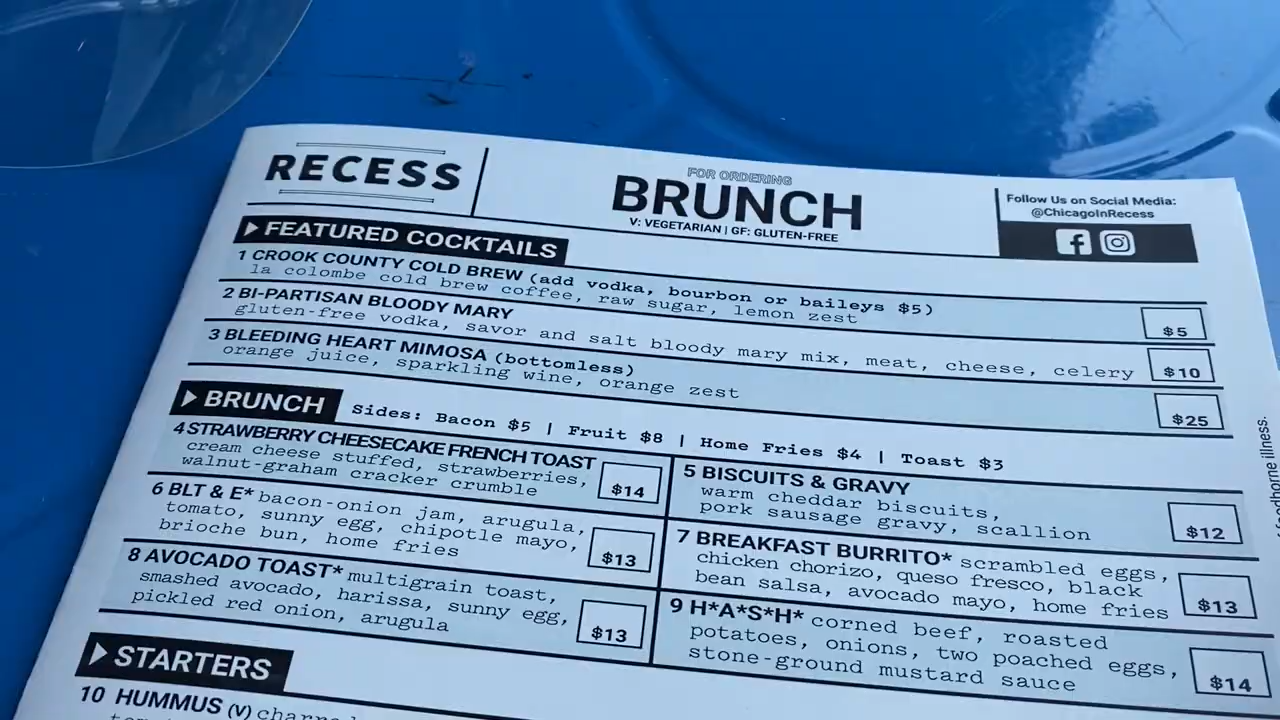 RECESS
FOR ORDERING
BRUNCH
V: VEGETARIAN | GF: GLUTEN-FREE
Follow Us on Social Media:
@ChicagoInRecess
FEATURED COCKTAILS
1 CROOK COUNTY COLD BREW (add vodka, bourbon or baileys $5)
la colombe cold brew coffee, raw sugar, lemon zest
$5
2 BI-PARTISAN BLOODY MARY
gluten-free vodka, savor and salt bloody mary mix, meat, cheese, celery
$10
3 BLEEDING HEART MIMOSA (bottomless)
orange juice, sparkling wine, orange zest
$25
BRUNCH Sides: Bacon $5 | Fruit $8 | Home Fries $4 | Toast $3
4 STRAWBERRY CHEESECAKE FRENCH TOAST
cream cheese stuffed, strawberries,
walnut-graham cracker crumble
$14
5 BISCUITS & GRAVY
warm cheddar biscuits,
pork sausage gravy, scallion
$12
6 BLT & E* bacon-onion jam, arugula,
tomato, sunny egg, chipotle mayo,
brioche bun, home fries
$13
7 BREAKFAST BURRITO* scrambled eggs,
chicken chorizo, queso fresco, black
bean salsa, avocado mayo, home fries
$13
8 AVOCADO TOAST* multigrain toast,
smashed avocado, harissa, sunny egg,
pickled red onion, arugula
$13
9 H*A*S*H* corned beef, roasted
potatoes, onions, two poached eggs,
stone-ground mustard sauce
$14
STARTERS
10 HUMMUS (V)
illness.